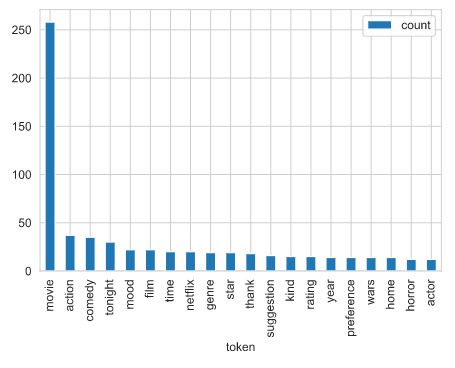 count
250
200
150
100
50
0
movie
action
comedy
tonight
mood
film
time
netflix
genre
star
thank
suggestion
kind
rating
year
preference
wars
home
horror
actor
token